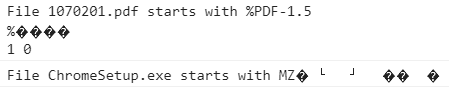 File 1070201.pdf starts with %PDF-1.5
%����
1 0
File ChromeSetup.exe starts with MZ� └ ┘ �� �